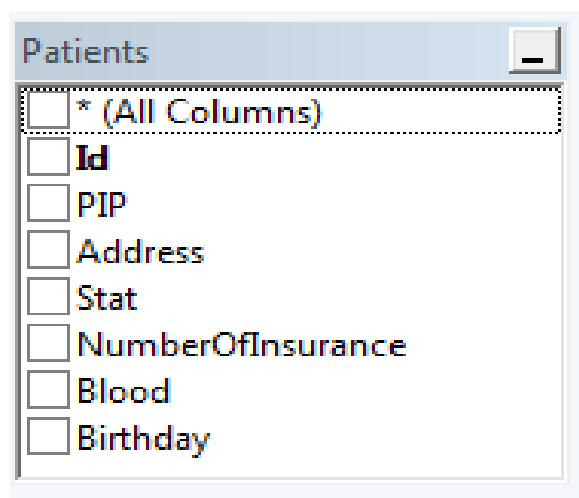 Patients
* (All Columns)
Id
PIP
Address
Stat
NumberOfInsurance
Blood
Birthday